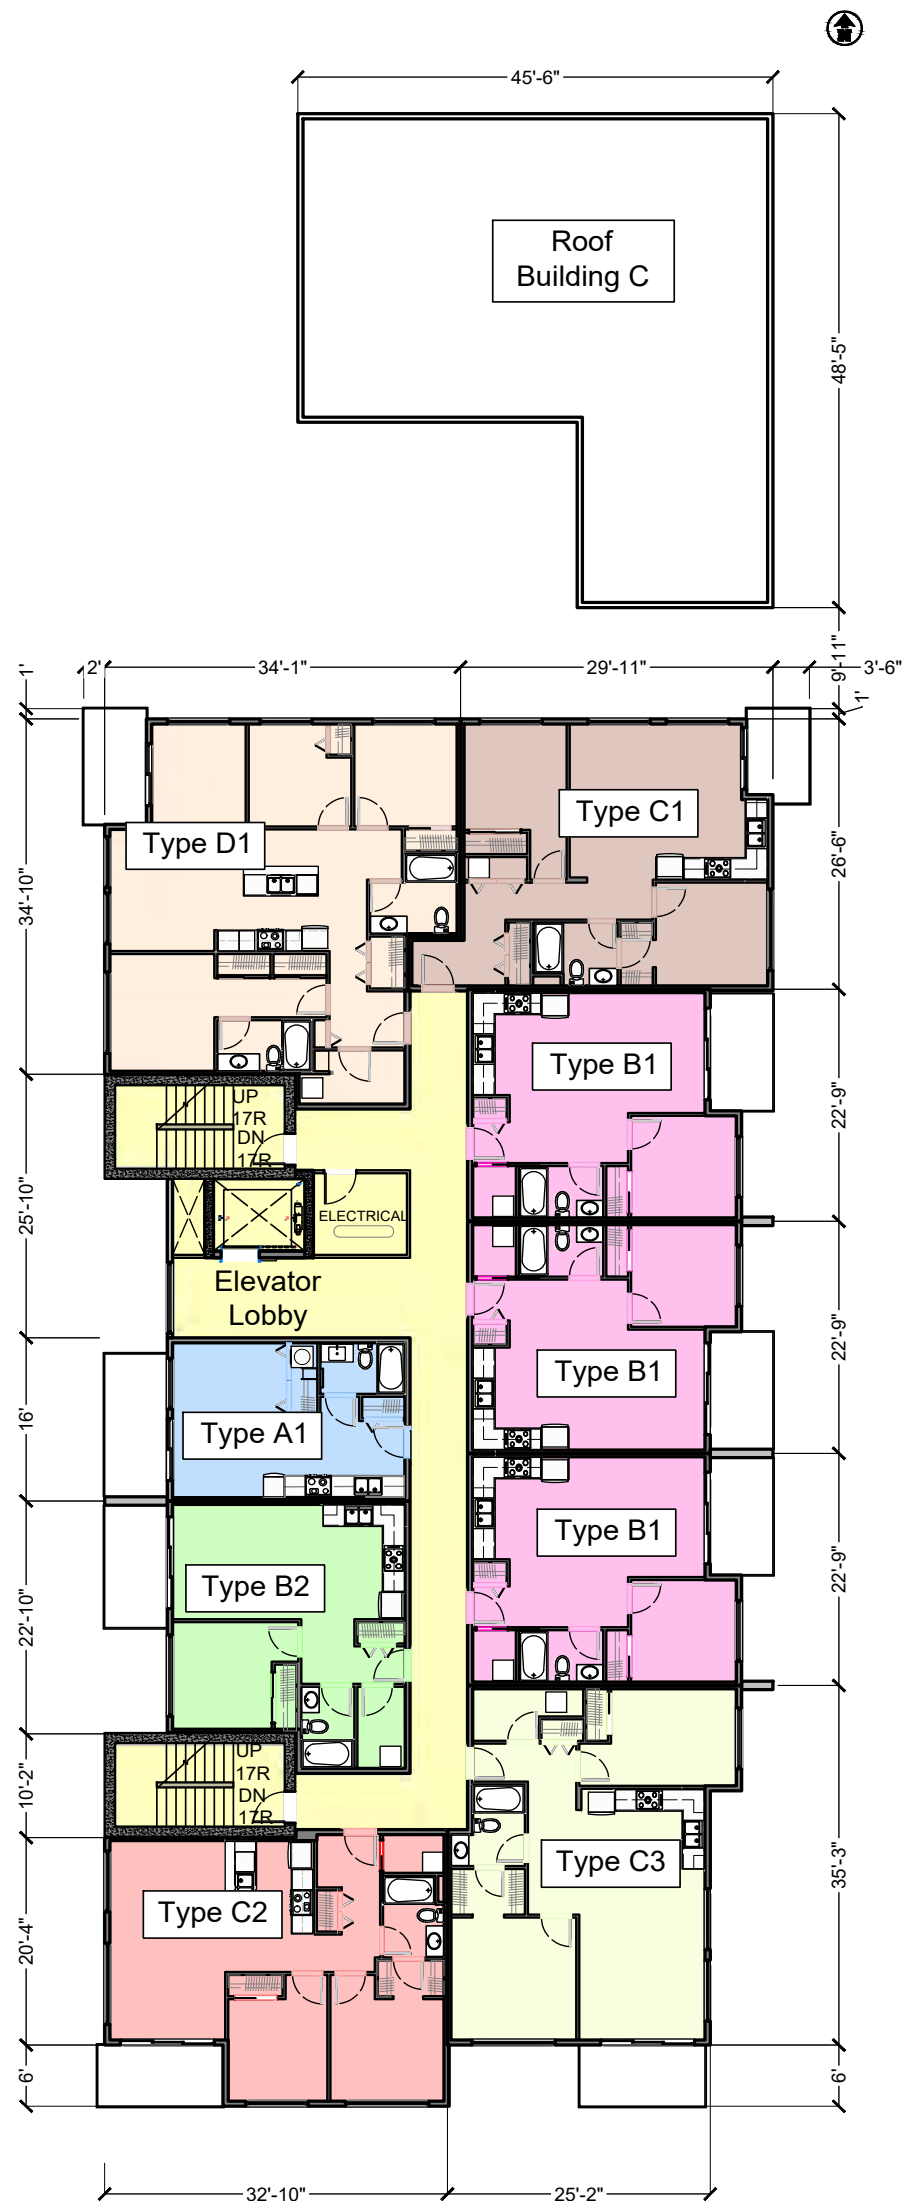 N
45'-6"
Roof
Building C
48'-5"
9'-11"
1'
2'
34'-1"
29'-11"
3'-6"
1'
Type D1
Type C1
34'-10"
26'-6"
Type B1
22'-9"
UP
17R
DN
17R
25'-10"
ELECTRICAL
Elevator
Lobby
Type B1
22'-9"
Type A1
16'
Type B1
22'-9"
Type B2
22'-10"
UP
17R
DN
17R
10'-2"
Type C3
35'-3"
Type C2
20'-4"
6'
6'
32'-10"
25'-2"